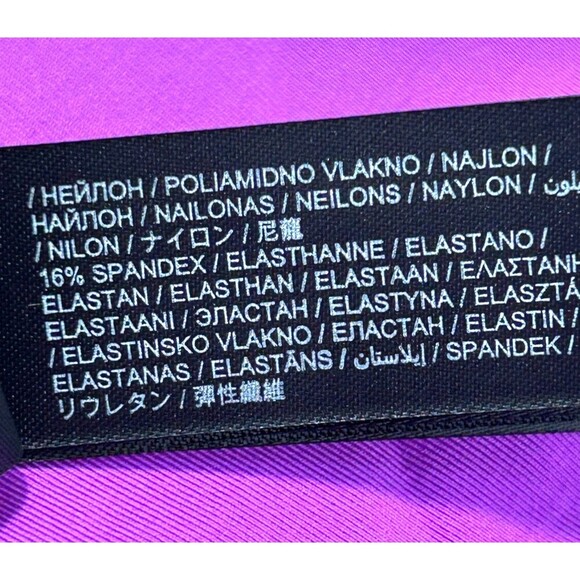 / НЕЙЛОН / POLIAMIDNO VLAKNO / NAJLON /
НАЙЛОН / NAILONAS / NEILONS / NAYLON /
/ NILON / ナイロン / 尼龍
16% SPANDEX / ELASTHANNE / ELASTANO /
ELASTAN / ELASTHAN / ELASTAAN / ΕΛΑΣΤΑΝΗ
ELASTAANI / ЭЛАСТАН / ELASTYNA / ELASZTÁ
/ ELASTINSKO VLAKNO / ЕЛАСТАН / ELASTIN /
ELASTANAS / ELASTĀNS / إيلاستان / SPANDEK /
リウレタン / 彈性纖維